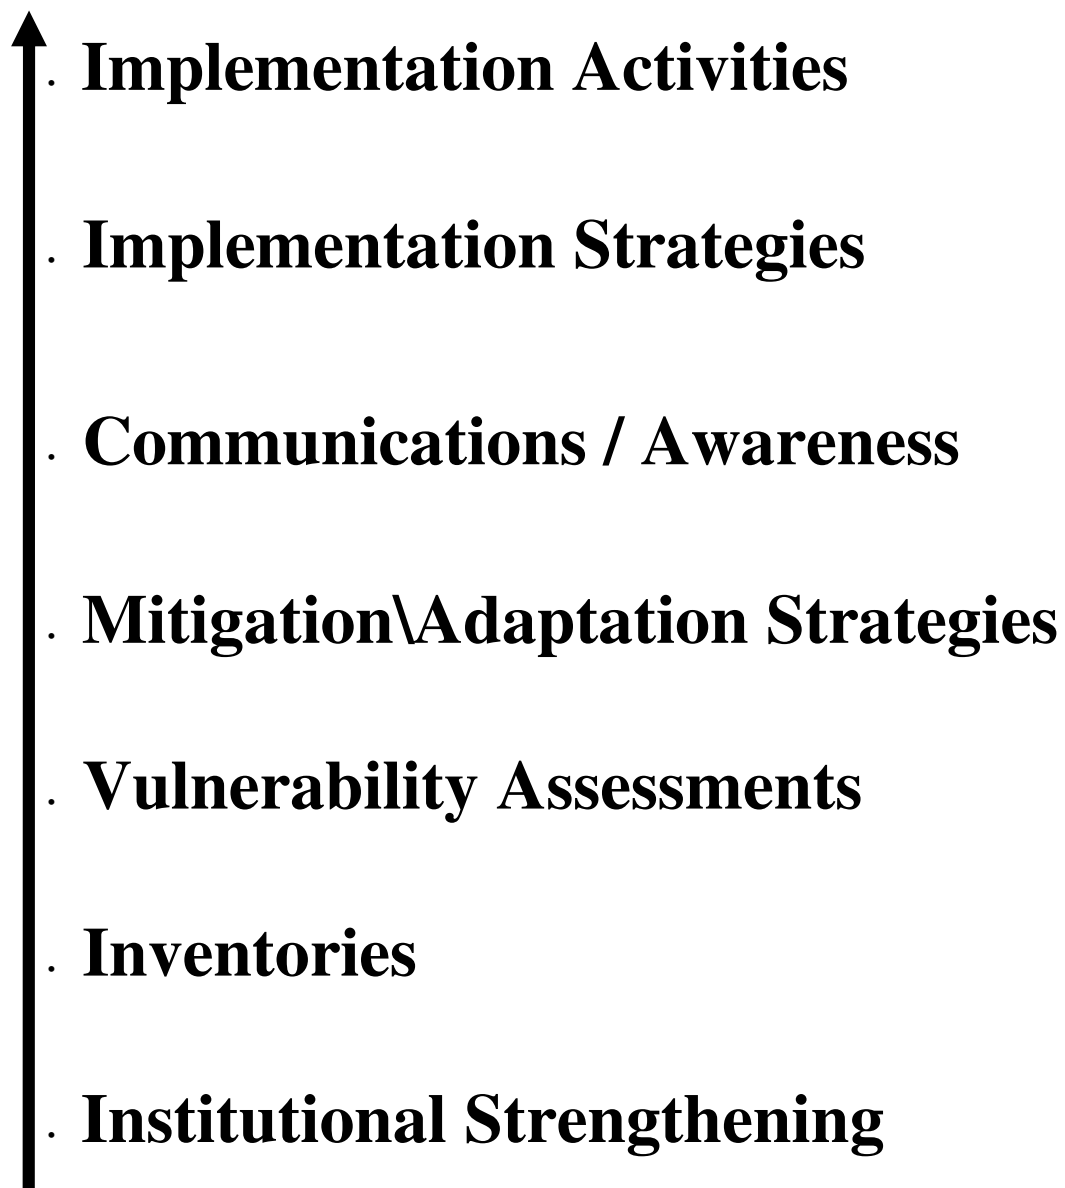 . Implementation Activities
. Implementation Strategies
. Communications / Awareness
. Mitigation\Adaptation Strategies
. Vulnerability Assessments
. Inventories
. Institutional Strengthening